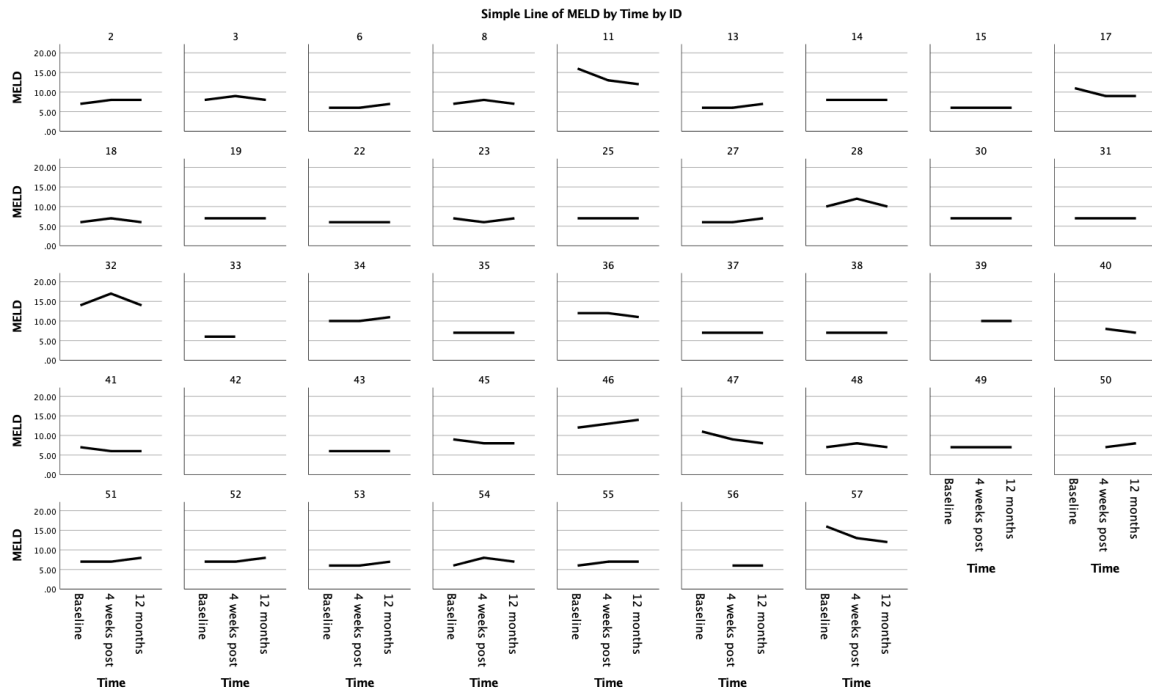 Simple Line of MELD by Time by ID
2 3 6 8 11 13 14 15 17
MELD
20.00
15.00
10.00
5.00
.00
18 19 22 23 25 27 28 30 31
MELD
20.00
15.00
10.00
5.00
.00
32 33 34 35 36 37 38 39 40
MELD
20.00
15.00
10.00
5.00
.00
41 42 43 45 46 47 48 49 50
MELD
20.00
15.00
10.00
5.00
.00
Baseline 4 weeks post 12 months Baseline 4 weeks post 12 months
Time Time
51 52 53 54 55 56 57
MELD
20.00
15.00
10.00
5.00
.00
Baseline 4 weeks post 12 months Baseline 4 weeks post 12 months Baseline 4 weeks post 12 months Baseline 4 weeks post 12 months Baseline 4 weeks post 12 months Baseline 4 weeks post 12 months Baseline 4 weeks post 12 months
Time Time Time Time Time Time Time